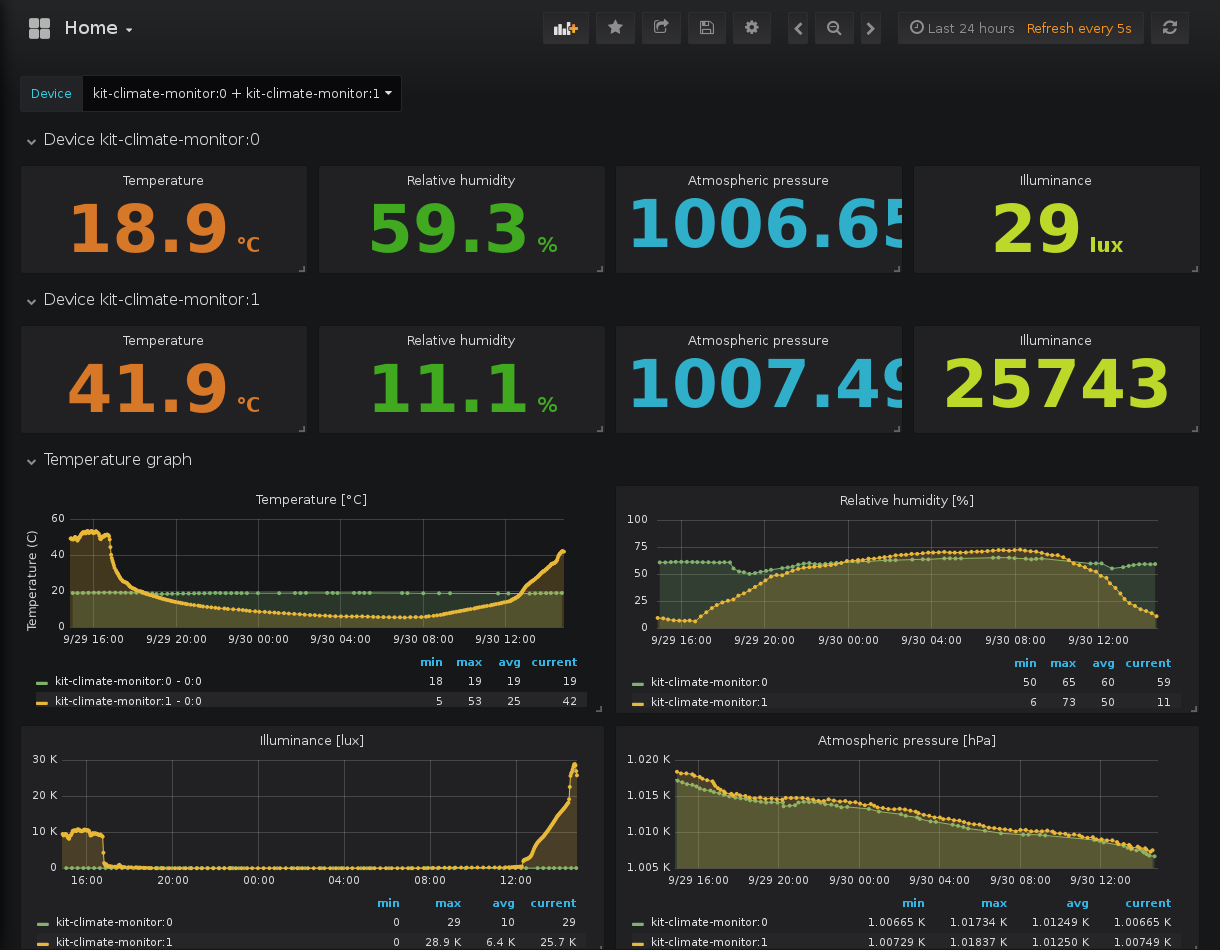 Home
Last 24 hours Refresh every 5s
Device kit-climate-monitor:0 + kit-climate-monitor:1
Device kit-climate-monitor:0
Temperature Relative humidity Atmospheric pressure Illuminance
18.9 °C 59.3 % 1006.65 29 lux
Device kit-climate-monitor:1
Temperature Relative humidity Atmospheric pressure Illuminance
41.9 °C 11.1 % 1007.49 25743
Temperature graph
Temperature [°C]
Temperature (C)
60
40
20
0
9/29 16:00 9/29 20:00 9/30 00:00 9/30 04:00 9/30 08:00 9/30 12:00
min max avg current
kit-climate-monitor:0 - 0:0 18 19 19 19
kit-climate-monitor:1 - 0:0 5 53 25 42
Relative humidity [%]
100
75
50
25
0
9/29 16:00 9/29 20:00 9/30 00:00 9/30 04:00 9/30 08:00 9/30 12:00
min max avg current
kit-climate-monitor:0 50 65 60 59
kit-climate-monitor:1 6 73 50 11
Illuminance [lux]
30 K
20 K
10 K
0
16:00 20:00 00:00 04:00 08:00 12:00
min max avg current
kit-climate-monitor:0 0 29 10 29
kit-climate-monitor:1 0 28.9 K 6.4 K 25.7 K
Atmospheric pressure [hPa]
1.020 K
1.015 K
1.010 K
1.005 K
9/29 16:00 9/29 20:00 9/30 00:00 9/30 04:00 9/30 08:00 9/30 12:00
min max avg current
kit-climate-monitor:0 1.00665 K 1.01734 K 1.01249 K 1.00665 K
kit-climate-monitor:1 1.00729 K 1.01837 K 1.01250 K 1.00749 K